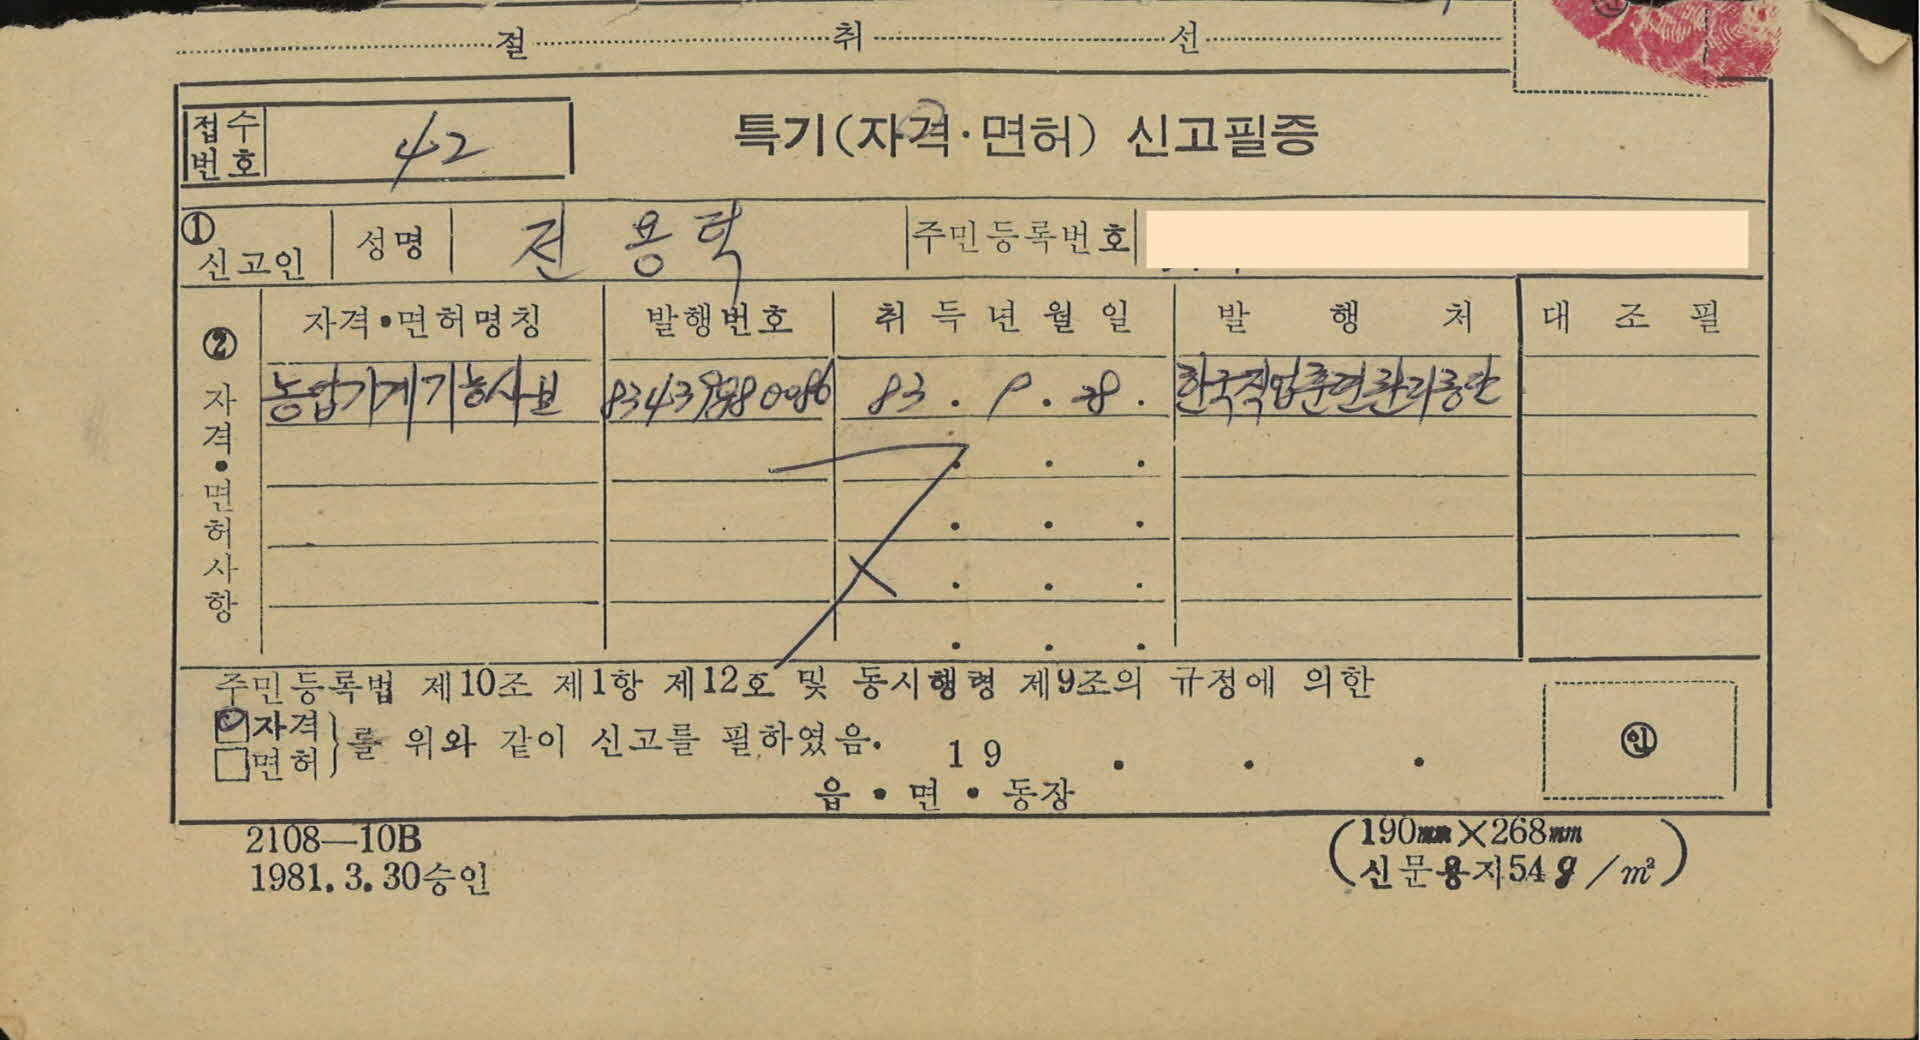 절 취 선
접수번호 42 특기(자격·면허) 신고필증
① 신고인 성명 전용탁 주민등록번호
② 자격·면허사항 자격·면허명칭 발행번호 취득년월일 발행처 대조필
농업기계기능사보 83. 9. 28. 한국직업훈련관리공단
주민등록법 제10조 제1항 제12호 및 동시행령 제9조의 규정에 의한
자격
면허 를 위와 같이 신고를 필하였음. 19 . . .
읍·면·동장 인
2108—10B (190mm×268mm
1981. 3. 30승인 신문용지54g/m²)